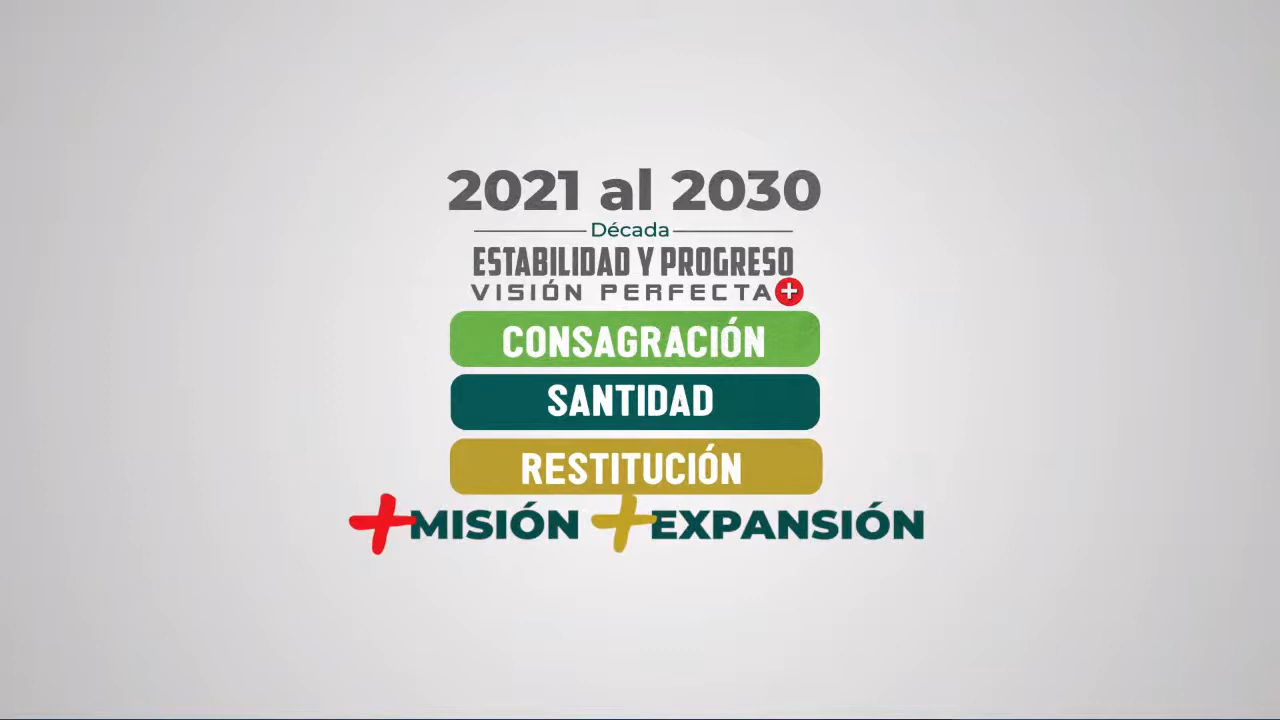 2021 al 2030
Década
ESTABILIDAD Y PROGRESO
VISIÓN PERFECTA+
CONSAGRACIÓN
SANTIDAD
RESTITUCIÓN
+MISIÓN +EXPANSIÓN